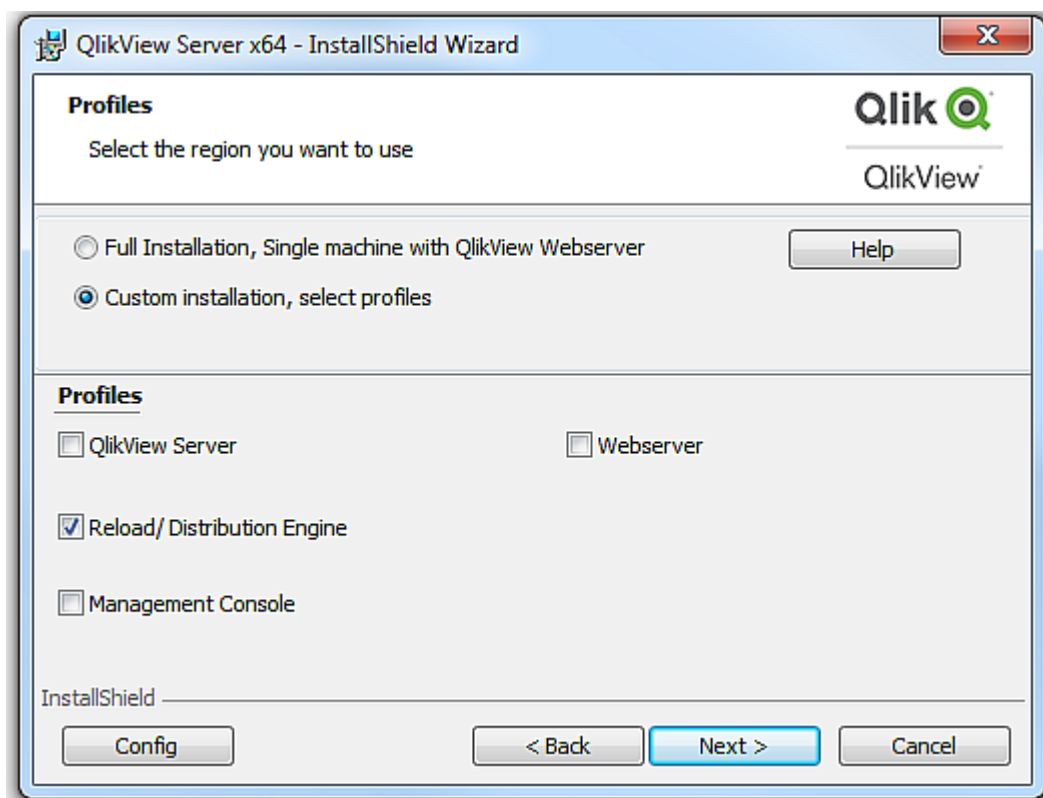 QlikView Server x64 - InstallShield Wizard
Profiles
Select the region you want to use
Qlik
QlikView
Full Installation, Single machine with QlikView Webserver
Help
Custom installation, select profiles
Profiles
QlikView Server
Webserver
Reload/ Distribution Engine
Management Console
InstallShield
Config
< Back
Next >
Cancel